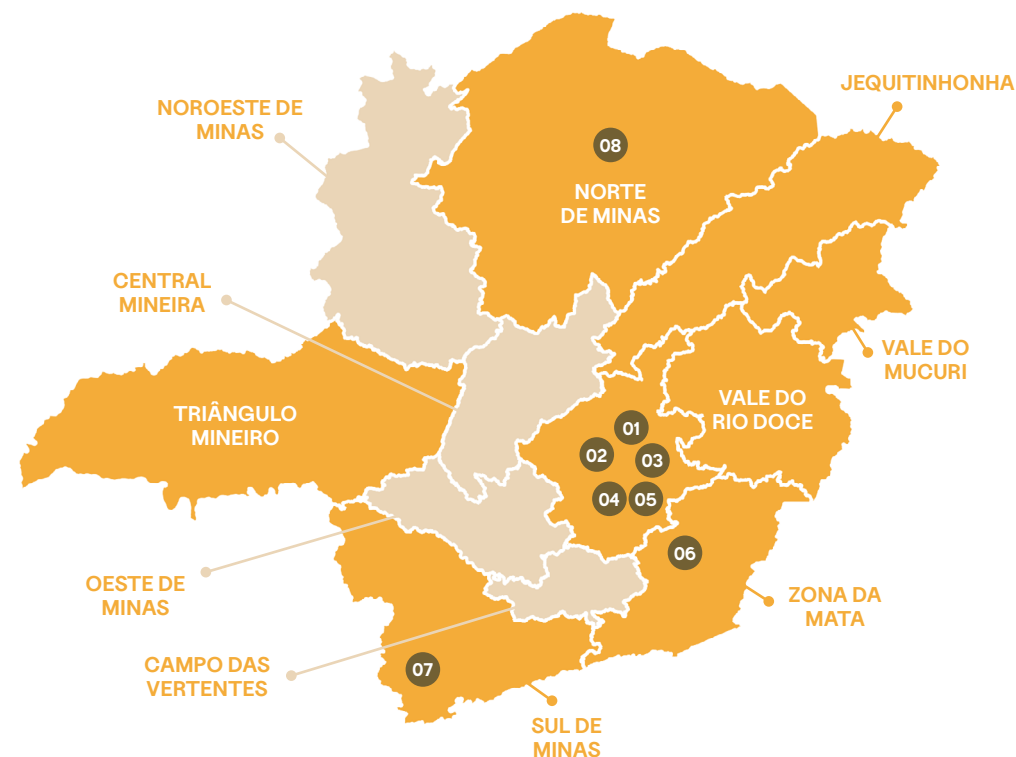 JEQUITINHONHA
NOROESTE DE
MINAS
08
NORTE
DE MINAS
CENTRAL
MINEIRA
VALE DO
MUCURI
TRIÂNGULO
MINEIRO
VALE DO
RIO DOCE
01
02
03
04
05
06
OESTE DE
MINAS
ZONA DA
MATA
CAMPO DAS
VERTENTES
07
SUL DE
MINAS